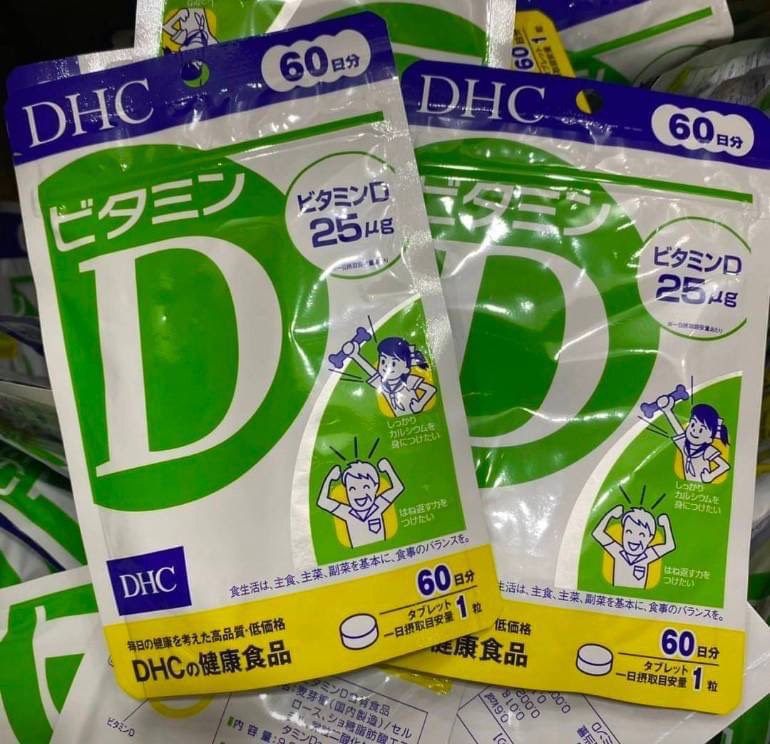 DHC
60日分
ビタミン
D
ビタミンD
25μg
しっかり
カルシウムを
身につけたい
はね返す力を
つけたい
DHC
食生活は、主食、主菜、副菜を基本に、食事のバランスを。
毎日の健康を考えた高品質・低価格
DHCの健康食品
60日分
タブレット
一日摂取目安量1粒
DHC
60日分
ビタミン
D
ビタミンD
25μg
しっかり
カルシウムを
身につけたい
はね返す力を
つけたい
生活は、主食、主菜、副菜を基本に、食事のバランスを。
低価格
健康食品
60日分
タブレット
一日摂取目安量1粒
ビタミンD